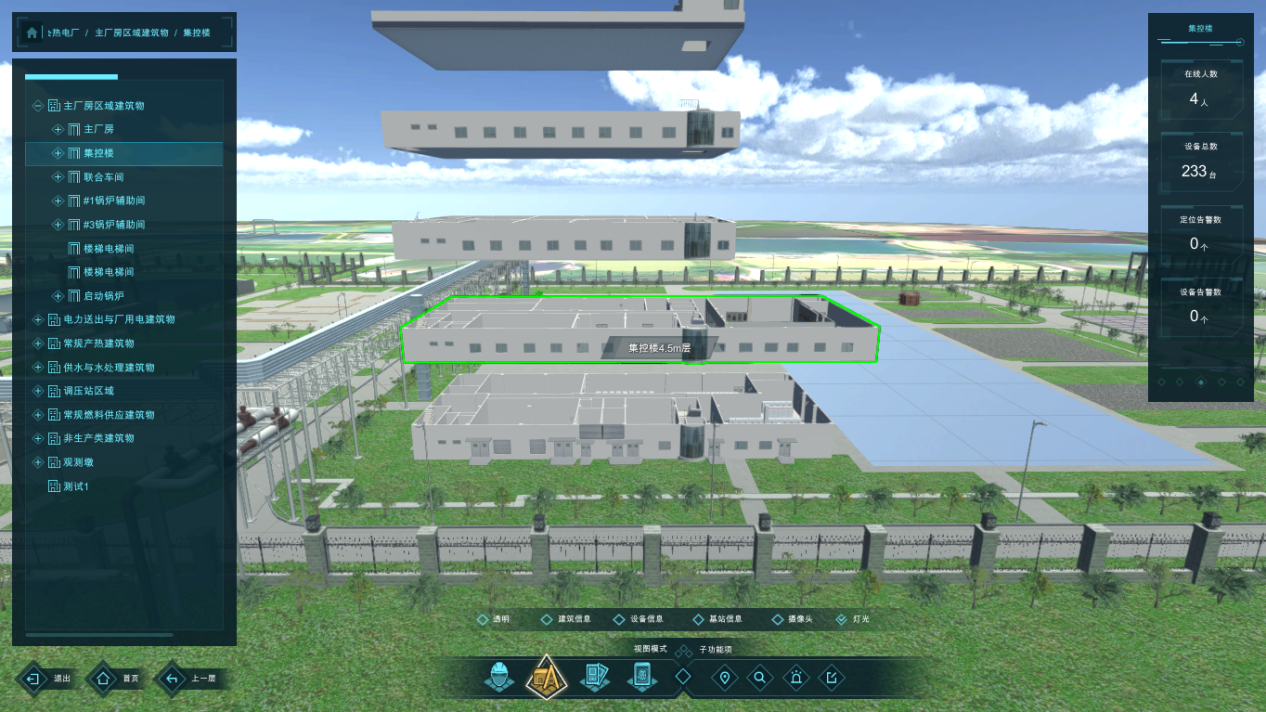 热电厂 / 主厂房区域建筑物 / 集控楼
主厂房区域建筑物
主厂房
集控楼
联合车间
#1锅炉辅助间
#3锅炉辅助间
楼梯电梯间
楼梯电梯间
启动锅炉
电力送出与厂用电建筑物
常规产热建筑物
供水与水处理建筑物
调压站区域
常规燃料供应建筑物
非生产类建筑物
观测墩
测试1
退出
首页
上一层
集控楼4.5m层
透明
建筑信息
设备信息
基站信息
摄像头
灯光
视图模式
子功能项
集控楼
在线人数
4人
设备总数
233台
定位告警数
0个
设备告警数
0个